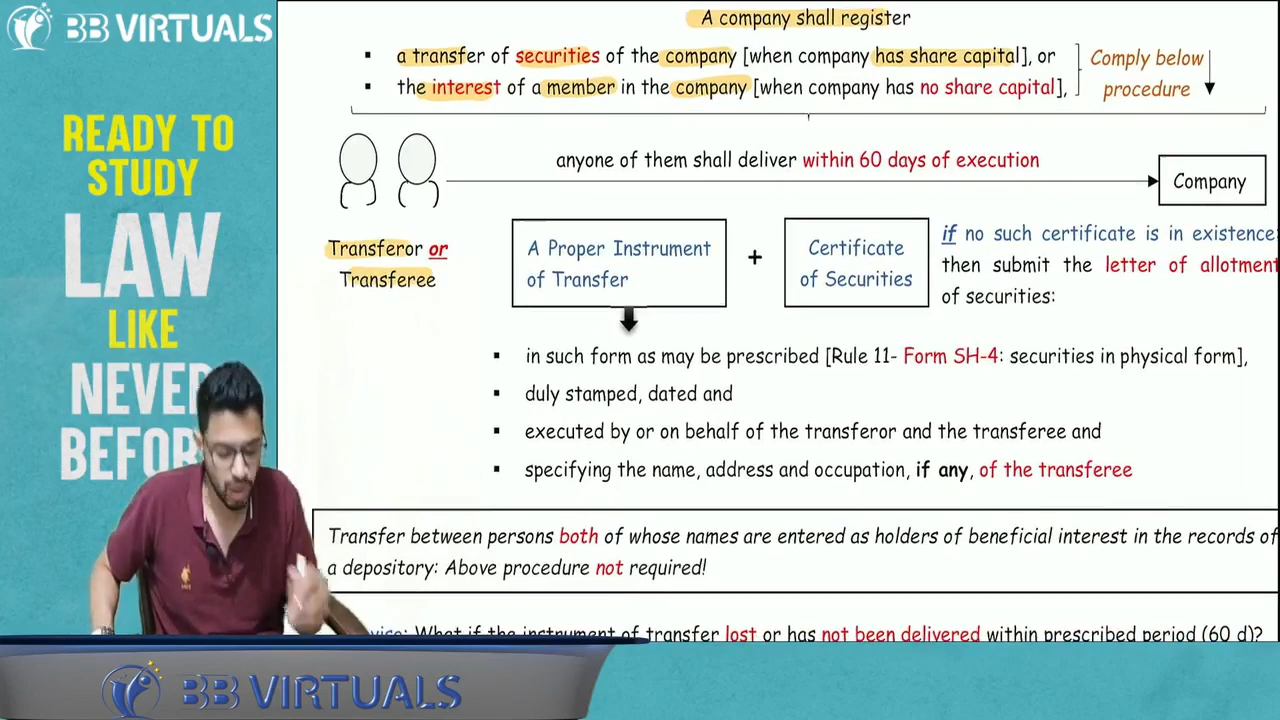 BB VIRTUALS
READY TO
STUDY
LAW
LIKE
NEVER
BEFOR
A company shall register
▪ a transfer of securities of the company [when company has share capital], or
▪ the interest of a member in the company [when company has no share capital],
Comply below
procedure
anyone of them shall deliver within 60 days of execution
Company
Transferor or
Transferee
A Proper Instrument
of Transfer
+
Certificate
of Securities
if no such certificate is in existence:
then submit the letter of allotment
of securities:
▪ in such form as may be prescribed [Rule 11- Form SH-4: securities in physical form],
▪ duly stamped, dated and
▪ executed by or on behalf of the transferor and the transferee and
▪ specifying the name, address and occupation, if any, of the transferee
Transfer between persons both of whose names are entered as holders of beneficial interest in the records of
a depository: Above procedure not required!
What if the instrument of transfer lost or has not been delivered within prescribed period (60 d)?
BB VIRTUALS